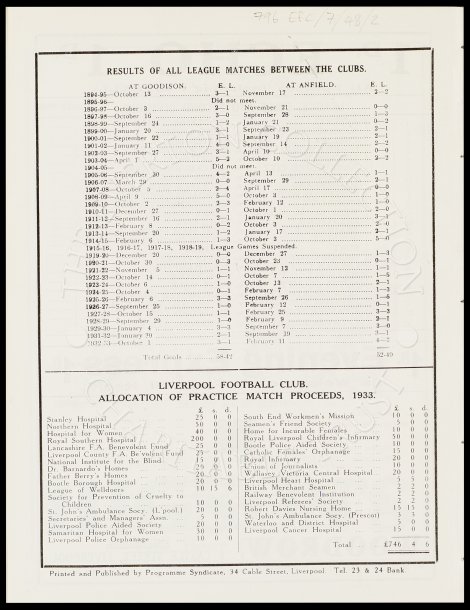 796 EFC/7/48/2
RESULTS OF ALL LEAGUE MATCHES BETWEEN THE CLUBS.
AT GOODISON. E. L. AT ANFIELD. E. L.
1894-95—October 13 3—1 November 17 2—2
1895-96— Did not meet.
1896-97—October 3 2—1 November 21 0—0
1897-98—October 16 3—0 September 25 1—3
1898-99—September 24 1—2 January 21 0—2
1899-00—January 20 3—1 September 23 2—1
1900-01—September 22 1—1 January 19 2—1
1901-02—January 11 4—0 September 14 2—2
1902-03—September 27 3—1 April 10 0—0
1903-04—April 1 5—2 October 10 2—2
1904-05— Did not meet.
1905-06—September 30 4—2 April 13 1—1
1906-07—March 29 0—0 September 29 2—1
1907-08—October 5 2—4 April 17 0—0
1908-09—April 9 5—0 October 3 1—0
1909-10—October 2 2—3 February 12 1—0
1910-11—December 27 0—1 October 1 2—0
1911-12—September 16 2—1 January 20 3—1
1912-13—February 8 0—2 October 5 2—0
1913-14—September 20 1—2 January 17 2—1
1914-15—February 6 1—3 October 3 5—0
1915-16, 1916-17, 1917-18, 1918-19, League Games Suspended.
1919-20—December 20 0—0 December 27 1—3
1920-21—October 30 0—3 October 23 0—1
1921-22—November 5 1—1 November 12 1—1
1922-23—October 14 0—1 October 7 1—5
1923-24—October 6 1—0 October 13 2—1
1924-25—October 4 0—1 February 7 1—3
1925-26—February 6 3—3 September 26 1—5
1926-27—September 25 1—0 February 12 0—1
1927-28—October 15 1—1 February 25 3—3
1928-29—September 29 1—0 February 9 2—1
1929-30—January 4 3—3 September 7 3—0
1931-32—January 30 2—1 September 19 3—1
1932-33—October 1 3—1 February 11 4—7
Total Goals 58-42 52-49
LIVERPOOL FOOTBALL CLUB.
ALLOCATION OF PRACTICE MATCH PROCEEDS, 1933.
£ s. d.
Stanley Hospital 25 0 0
Northern Hospital 50 0 0
Hospital for Women 40 0 0
Royal Southern Hospital 200 0 0
Lancashire F.A. Benevolent Fund 25 0 0
Liverpool County F.A. Benevolent Fund 25 0 0
National Institute for the Blind 15 0 0
Dr. Barnardo's Homes 20 0 0
Father Berry's Homes 20 0 0
Bootle Borough Hospital 20 0 0
League of Welldoers 10 15 6
Society for Prevention of Cruelty to
Children 10 0 0
St. John's Ambulance Socy. (L'pool.) 20 0 0
Secretaries' and Managers' Assn. 5 0 0
Liverpool Police Aided Society 20 0 0
Samaritan Hospital for Women 30 0 0
Liverpool Police Orphanage 10 0 0
£ s. d.
South End Workmen's Mission 10 0 0
Seamen's Friend Society 5 0 0
Home for Incurable Females 10 0 0
Royal Liverpool Children's Infirmary 50 0 0
Bootle Police Aided Society 10 0 0
Catholic Females' Orphanage 15 0 0
Royal Infirmary 20 0 0
Union of Journalists 10 0 0
Wallasey Victoria Central Hospital 20 0 0
Liverpool Heart Hospital 5 5 0
British Merchant Seamen 2 2 0
Railway Benevolent Institution 2 2 0
Liverpool Referees' Society 2 2 0
Robert Davies Nursing Home 15 15 0
St. John's Ambulance Socy. (Prescot) 3 3 0
Waterloo and District Hospital 5 0 0
Liverpool Cancer Hospital 15 0 0
Total £746 4 6
Printed and Published by Programme Syndicate, 34 Cable Street, Liverpool. Tel. 23 & 24 Bank